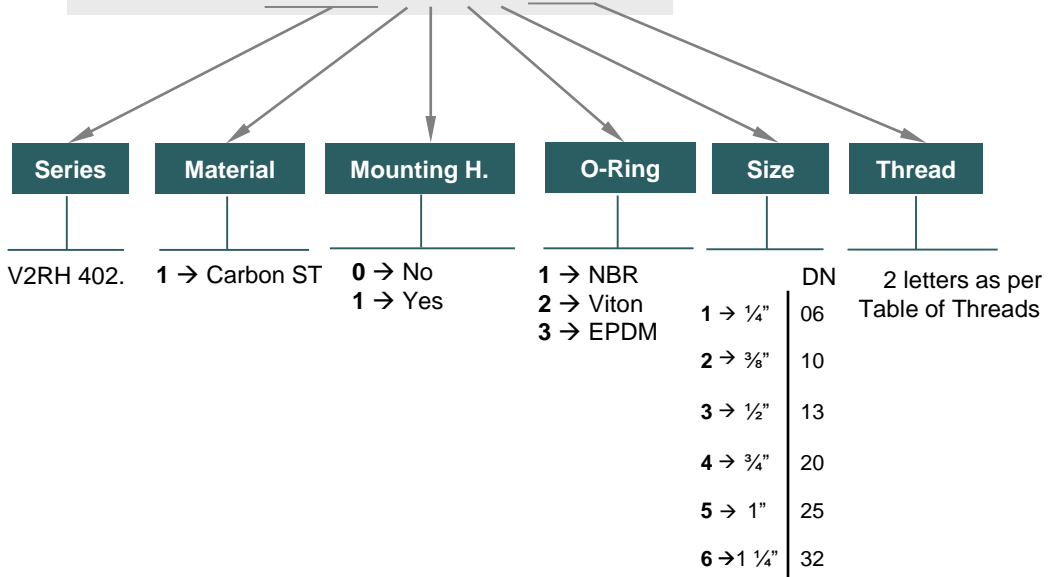 Series
Material
Mounting H.
O-Ring
Size
Thread
V2RH 402.
1 → Carbon ST
0 → No
1 → Yes
1 → NBR
2 → Viton
3 → EPDM
DN
1 → ¼” 06
2 → ⅜” 10
3 → ½” 13
4 → ¾” 20
5 → 1” 25
6 →1 ¼” 32
2 letters as per
Table of Threads